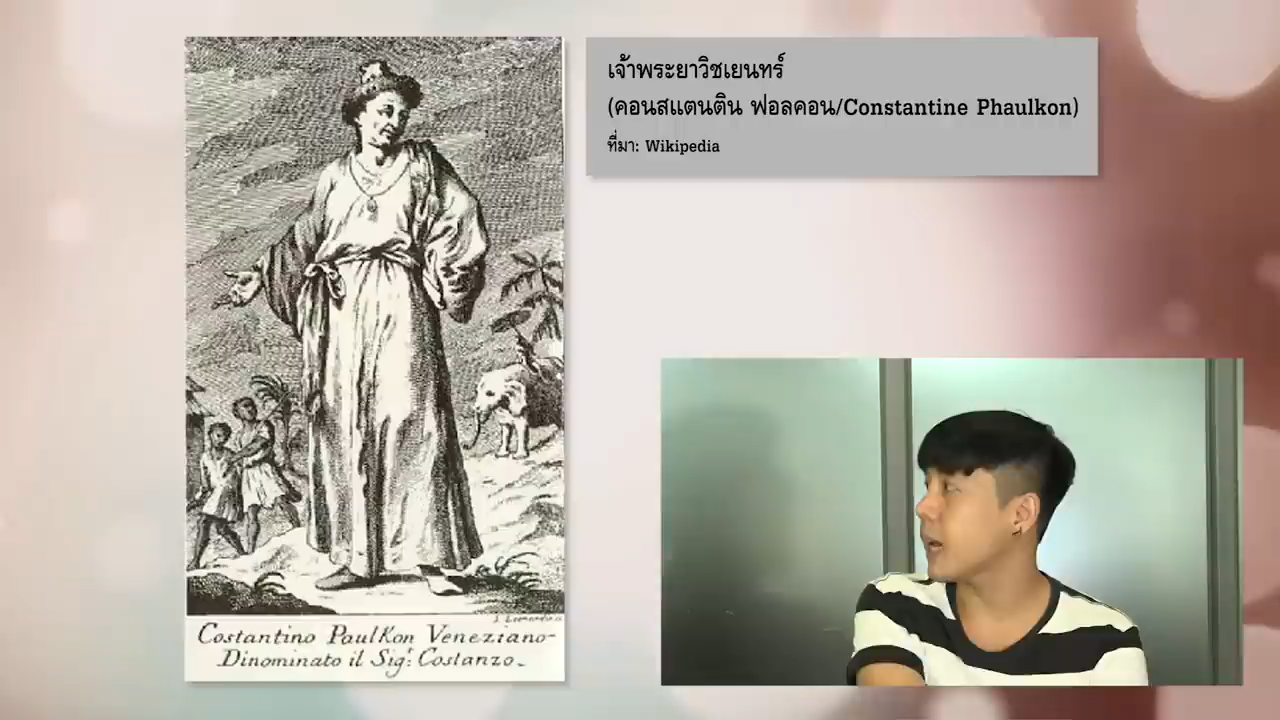 เจ้าพระยาวิชเยนทร์
(คอนสแตนติน ฟอลคอน/Constantine Phaulkon)
ที่มา: Wikipedia
Costantino Paulkon Veneziano-
Dinominato il Sigr: Costanzo.